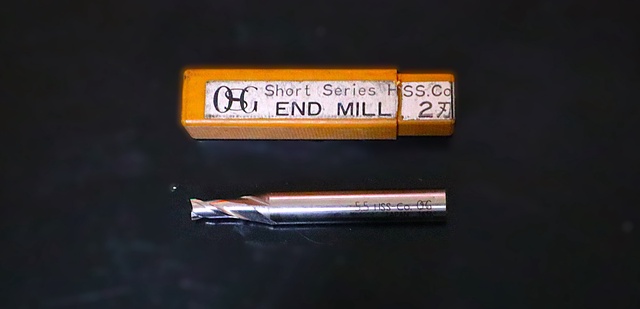 OSG Short Series HSS.Co
END MILL 2刃
5.5 HSS-Co OSG